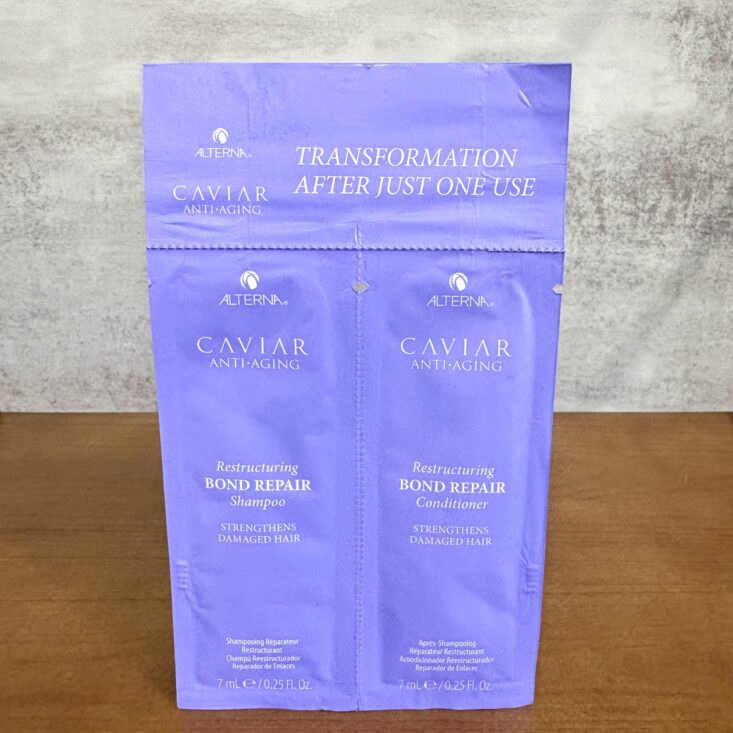 ALTERNA®
CAVIAR
ANTI·AGING
TRANSFORMATION
AFTER JUST ONE USE
ALTERNA®
CAVIAR
ANTI·AGING
Restructuring
BOND REPAIR
Shampoo
STRENGTHENS
DAMAGED HAIR
Shampooing Réparateur
Restructurant
Champú Reestructurador
Reparador de Enlaces
7 mL ℮ / 0.25 Fl. Oz.
ALTERNA®
CAVIAR
ANTI·AGING
Restructuring
BOND REPAIR
Conditioner
STRENGTHENS
DAMAGED HAIR
Après-Shampooing
Réparateur Restructurant
Acondicionador Reestructurador
Reparador de Enlaces
7 mL ℮ / 0.25 Fl. Oz.